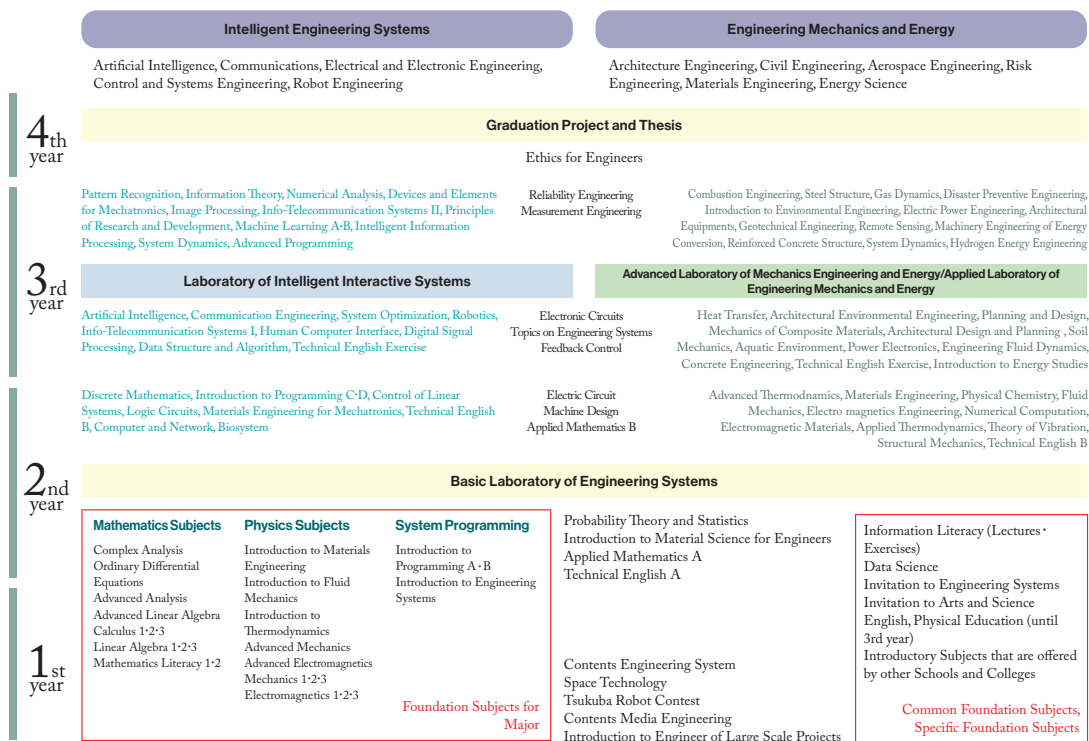 Intelligent Engineering Systems
Engineering Mechanics and Energy
Artificial Intelligence, Communications, Electrical and Electronic Engineering,
Control and Systems Engineering, Robot Engineering
Architecture Engineering, Civil Engineering, Aerospace Engineering, Risk
Engineering, Materials Engineering, Energy Science
4th
year
Graduation Project and Thesis
Ethics for Engineers
Pattern Recognition, Information Theory, Numerical Analysis, Devices and Elements
for Mechatronics, Image Processing, Info-Telecommunication Systems II, Principles
of Research and Development, Machine Learning A·B, Intelligent Information
Processing, System Dynamics, Advanced Programming
Reliability Engineering
Measurement Engineering
Combustion Engineering, Steel Structure, Gas Dynamics, Disaster Preventive Engineering,
Introduction to Environmental Engineering, Electric Power Engineering, Architectural
Equipments, Geotechnical Engineering, Remote Sensing, Machinery Engineering of Energy
Conversion, Reinforced Concrete Structure, System Dynamics, Hydrogen Energy Engineering
3rd
year
Laboratory of Intelligent Interactive Systems
Advanced Laboratory of Mechanics Engineering and Energy/Applied Laboratory of
Engineering Mechanics and Energy
Artificial Intelligence, Communication Engineering, System Optimization, Robotics,
Info-Telecommunication Systems I, Human Computer Interface, Digital Signal
Processing, Data Structure and Algorithm, Technical English Exercise
Electronic Circuits
Topics on Engineering Systems
Feedback Control
Heat Transfer, Architectural Environmental Engineering, Planning and Design,
Mechanics of Composite Materials, Architectural Design and Planning , Soil
Mechanics, Aquatic Environment, Power Electronics, Engineering Fluid Dynamics,
Concrete Engineering, Technical English Exercise, Introduction to Energy Studies
Discrete Mathematics, Introduction to Programming C·D, Control of Linear
Systems, Logic Circuits, Materials Engineering for Mechatronics, Technical English
B, Computer and Network, Biosystem
Electric Circuit
Machine Design
Applied Mathematics B
Advanced Thermodnamics, Materials Engineering, Physical Chemistry, Fluid
Mechanics, Electro magnetics Engineering, Numerical Computation,
Electromagnetic Materials, Applied Thermodynamics, Theory of Vibration,
Structural Mechanics, Technical English B
2nd
year
Basic Laboratory of Engineering Systems
Mathematics Subjects
Complex Analysis
Ordinary Differential
Equations
Advanced Analysis
Advanced Linear Algebra
Calculus 1·2·3
Linear Algebra 1·2·3
Mathematics Literacy 1·2
Physics Subjects
Introduction to Materials
Engineering
Introduction to Fluid
Mechanics
Introduction to
Thermodynamics
Advanced Mechanics
Advanced Electromagnetics
Mechanics 1·2·3
Electromagnetics 1·2·3
System Programming
Introduction to
Programming A·B
Introduction to Engineering
Systems
Foundation Subjects for
Major
Probability Theory and Statistics
Introduction to Material Science for Engineers
Applied Mathematics A
Technical English A
Contents Engineering System
Space Technology
Tsukuba Robot Contest
Contents Media Engineering
Introduction to Engineer of Large Scale Projects
Information Literacy (Lectures·
Exercises)
Data Science
Invitation to Engineering Systems
Invitation to Arts and Science
English, Physical Education (until
3rd year)
Introductory Subjects that are offered
by other Schools and Colleges
Common Foundation Subjects,
Specific Foundation Subjects
1st
year